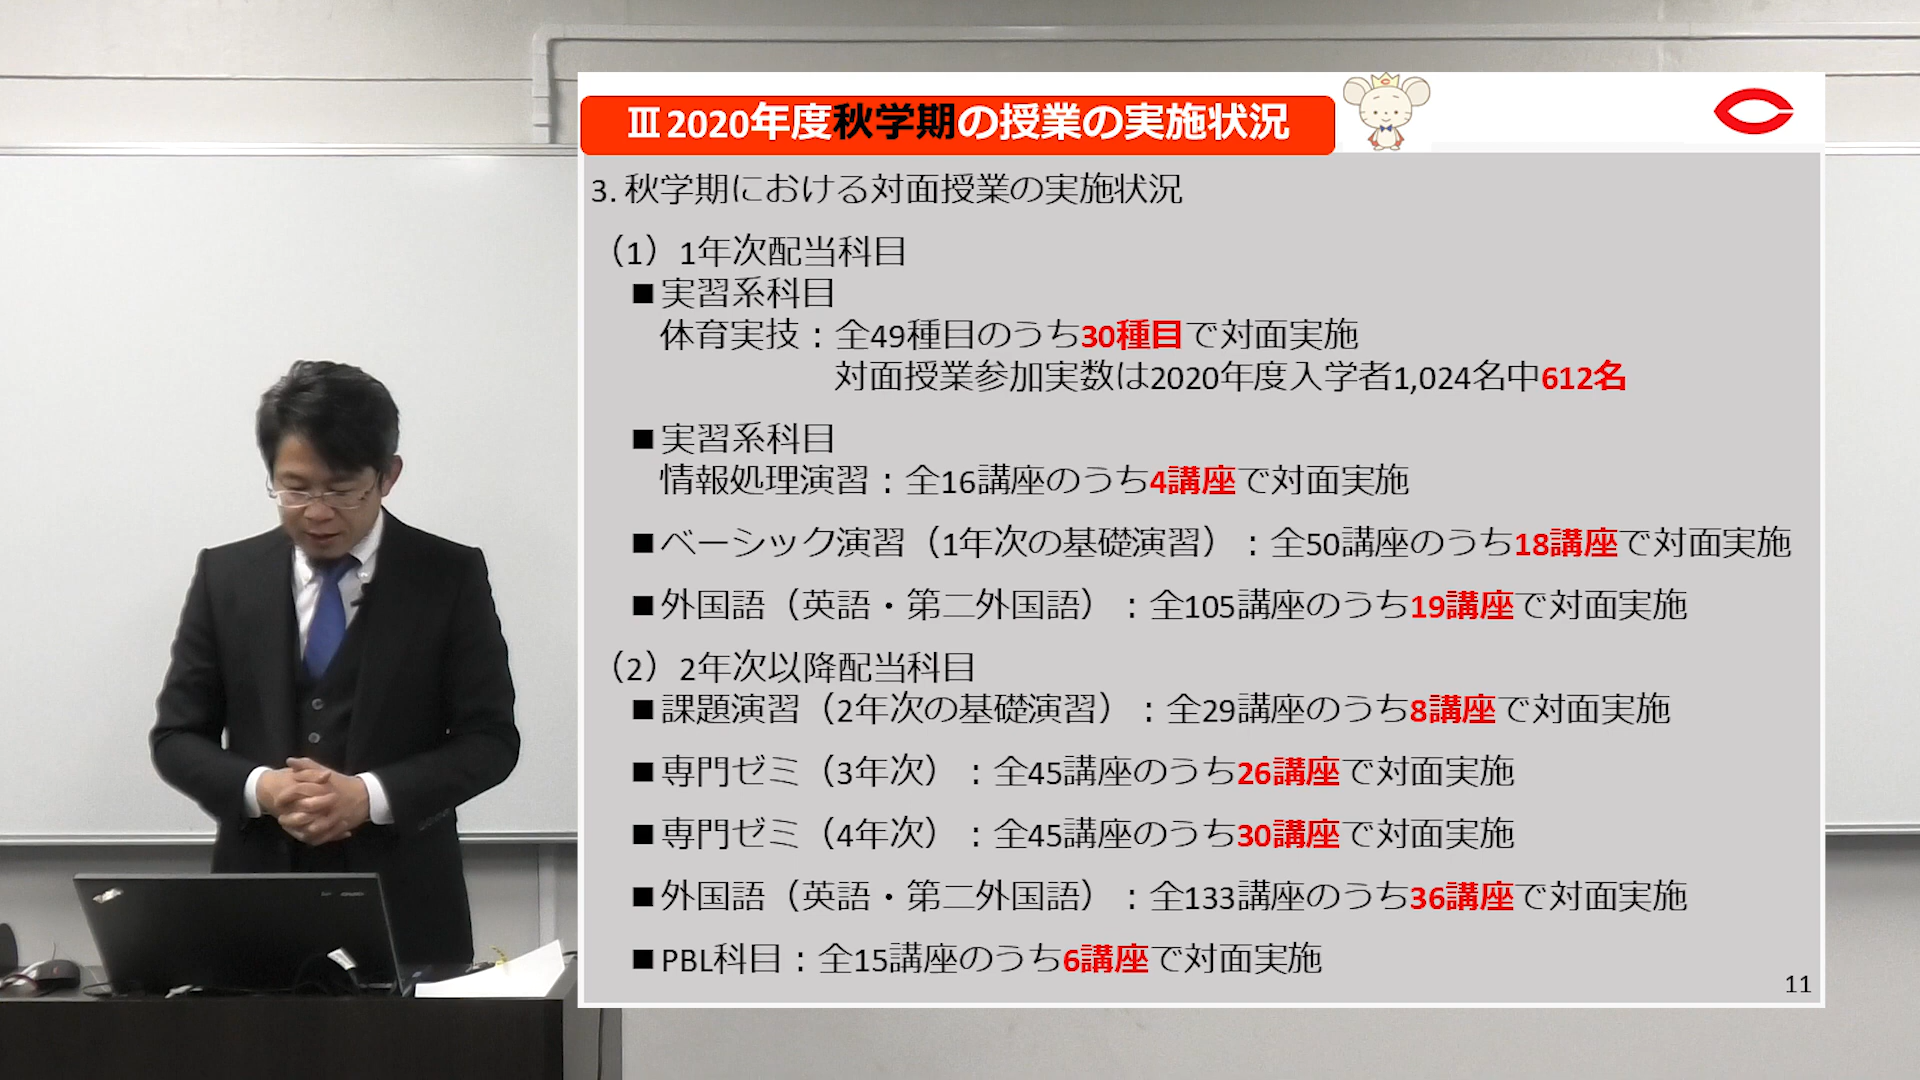 Ⅲ2020年度秋学期の授業の実施状況
3. 秋学期における対面授業の実施状況
（1）1年次配当科目
■実習系科目
体育実技：全49種目のうち30種目で対面実施
対面授業参加実数は2020年度入学者1,024名中612名
■実習系科目
情報処理演習：全16講座のうち4講座で対面実施
■ベーシック演習（1年次の基礎演習）：全50講座のうち18講座で対面実施
■外国語（英語・第二外国語）：全105講座のうち19講座で対面実施
（2）2年次以降配当科目
■課題演習（2年次の基礎演習）：全29講座のうち8講座で対面実施
■専門ゼミ（3年次）：全45講座のうち26講座で対面実施
■専門ゼミ（4年次）：全45講座のうち30講座で対面実施
■外国語（英語・第二外国語）：全133講座のうち36講座で対面実施
■PBL科目：全15講座のうち6講座で対面実施
11